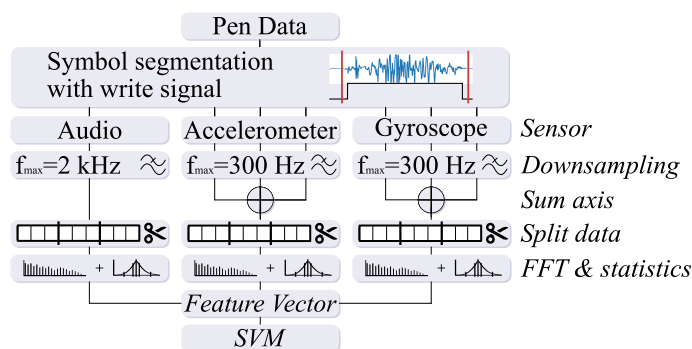 Pen Data
Symbol segmentation
with write signal
Audio Accelerometer Gyroscope Sensor
fmax=2 kHz fmax=300 Hz fmax=300 Hz Downsampling
Sum axis
Split data
+ + + FFT & statistics
Feature Vector
SVM